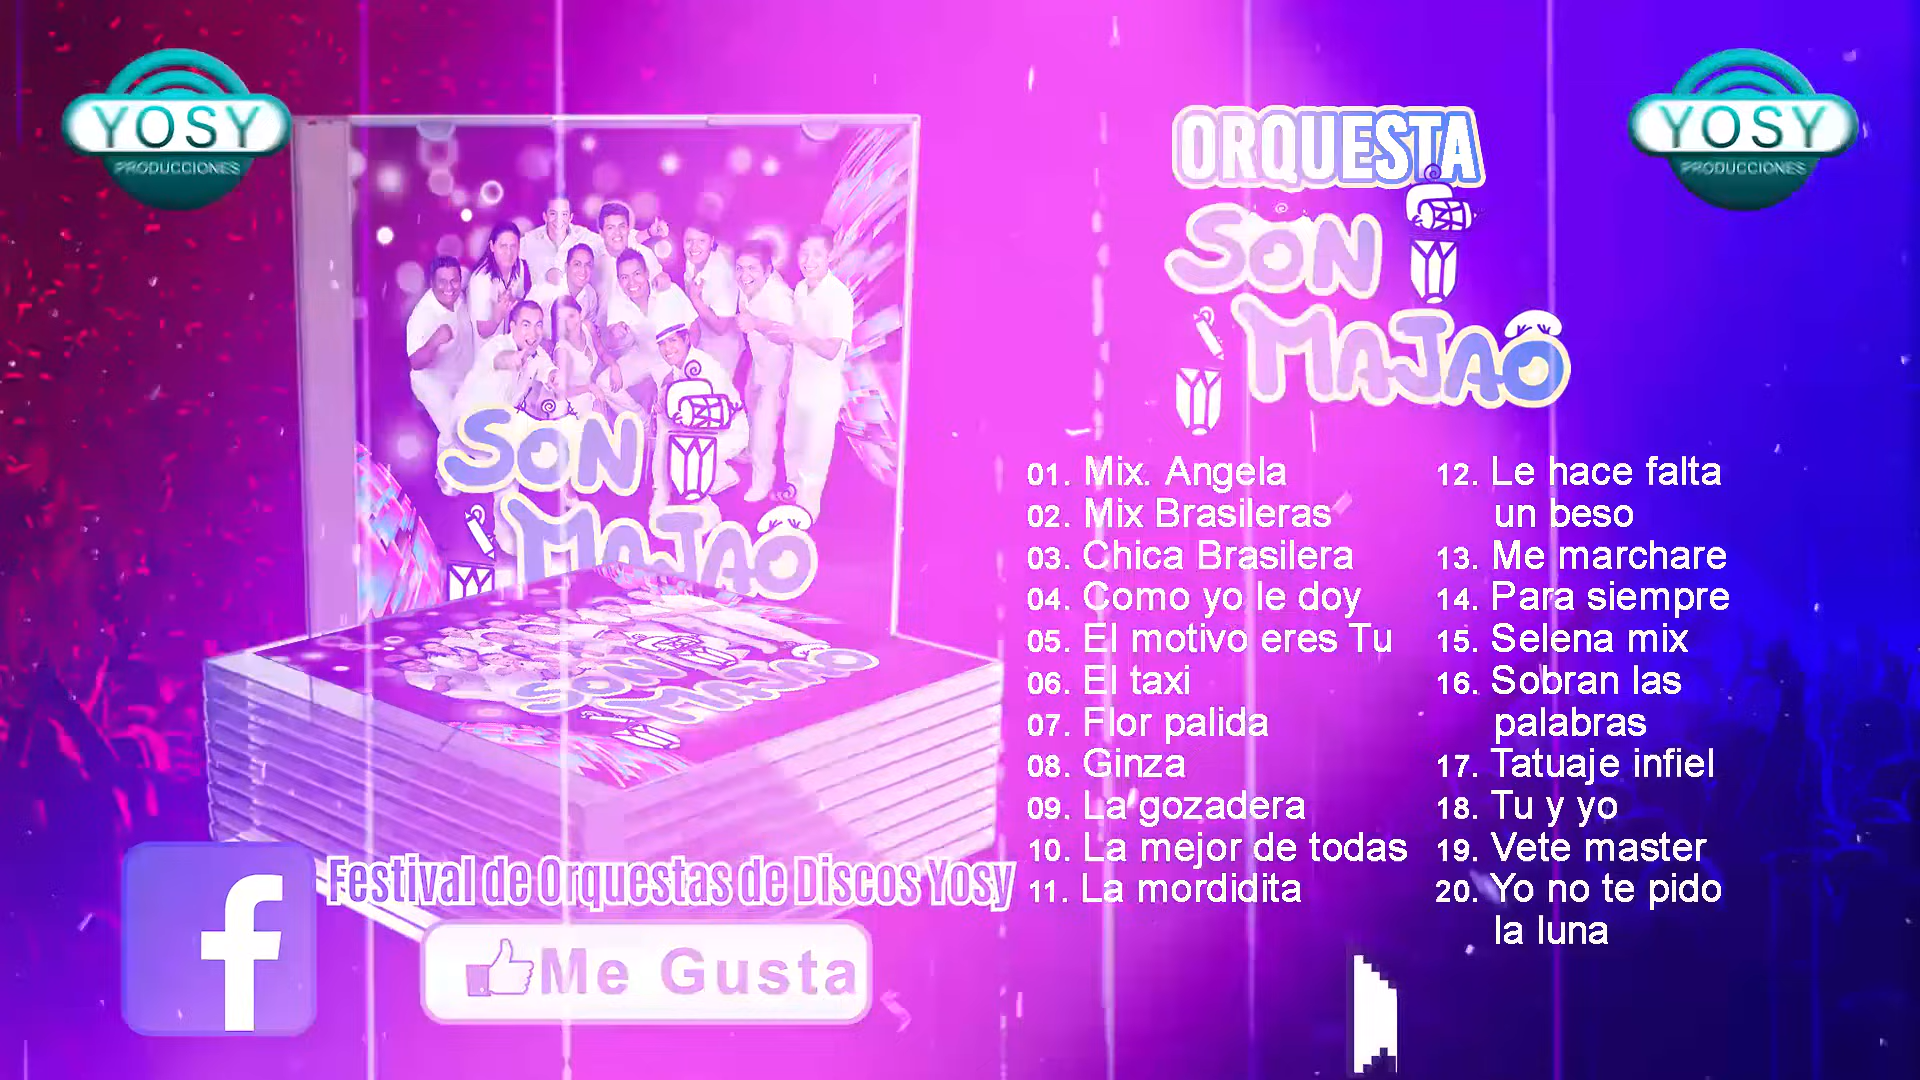 YOSY
PRODUCCIONES
YOSY
PRODUCCIONES
ORQUESTA
SON
MAJAO
SON
MAJAO
SON
MAJAO
01. Mix. Angela
02. Mix Brasileras
03. Chica Brasilera
04. Como yo le doy
05. El motivo eres Tu
06. El taxi
07. Flor palida
08. Ginza
09. La gozadera
10. La mejor de todas
11. La mordidita
12. Le hace falta
un beso
13. Me marchare
14. Para siempre
15. Selena mix
16. Sobran las
palabras
17. Tatuaje infiel
18. Tu y yo
19. Vete master
20. Yo no te pido
la luna
Festival de Orquestas de Discos Yosy
f
Me Gusta